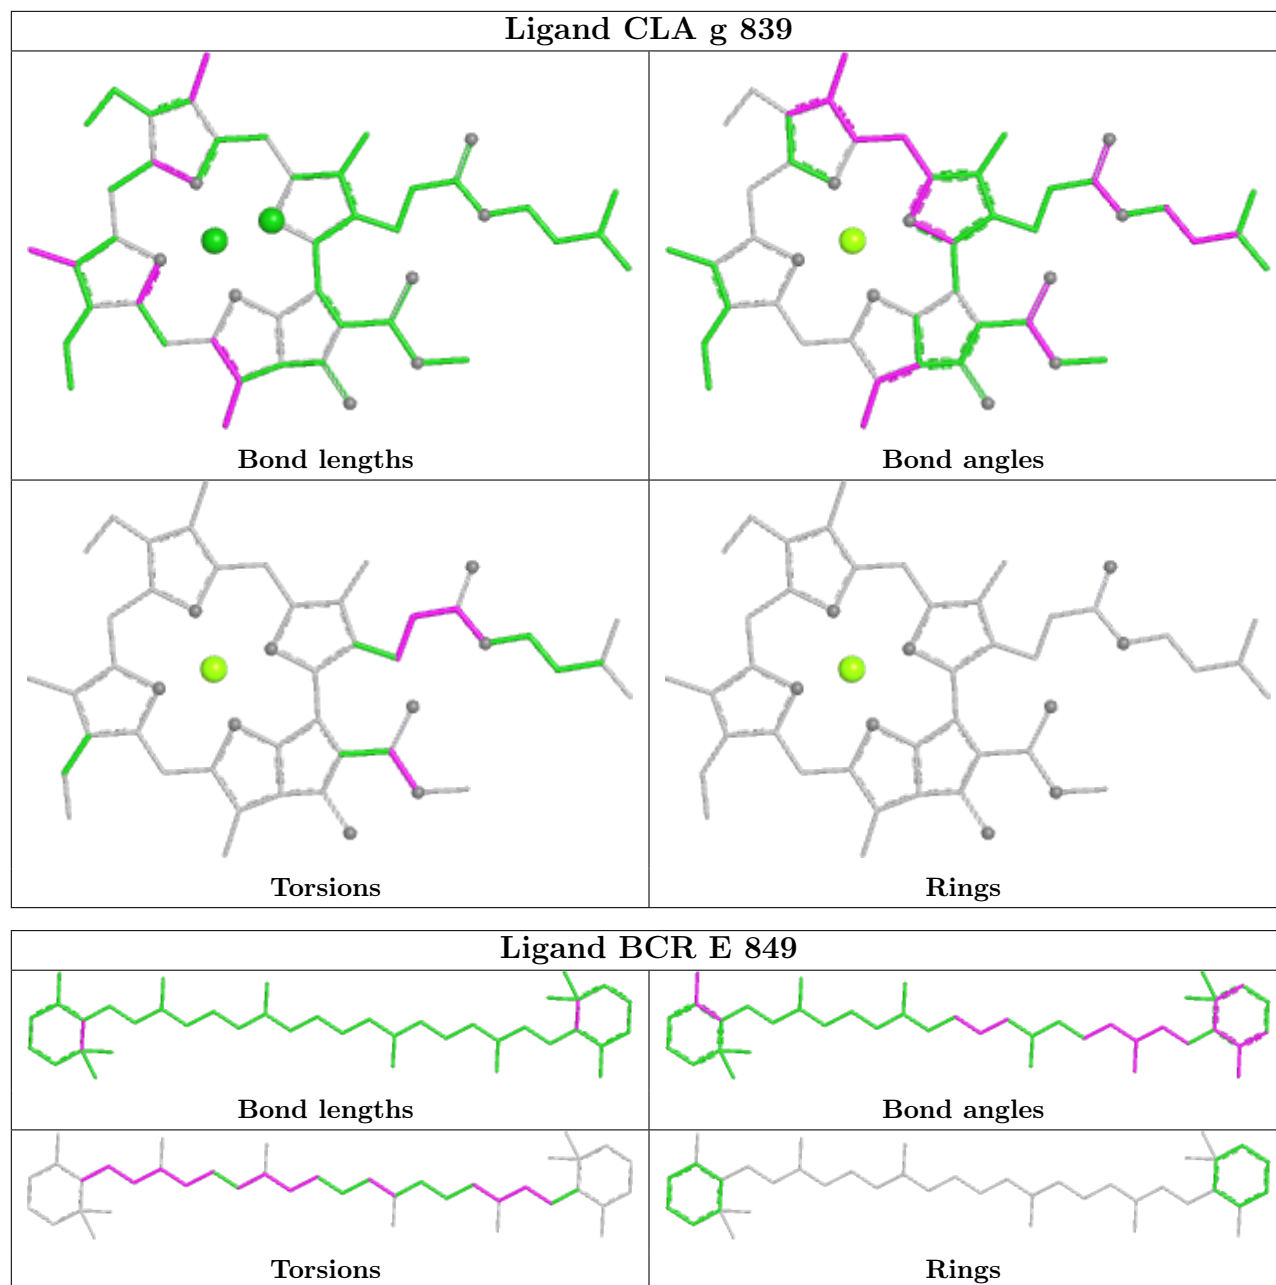 Ligand CLA g 839
Bond lengths
Bond angles
Torsions
Rings
Ligand BCR E 849
Bond lengths
Bond angles
Torsions
Rings